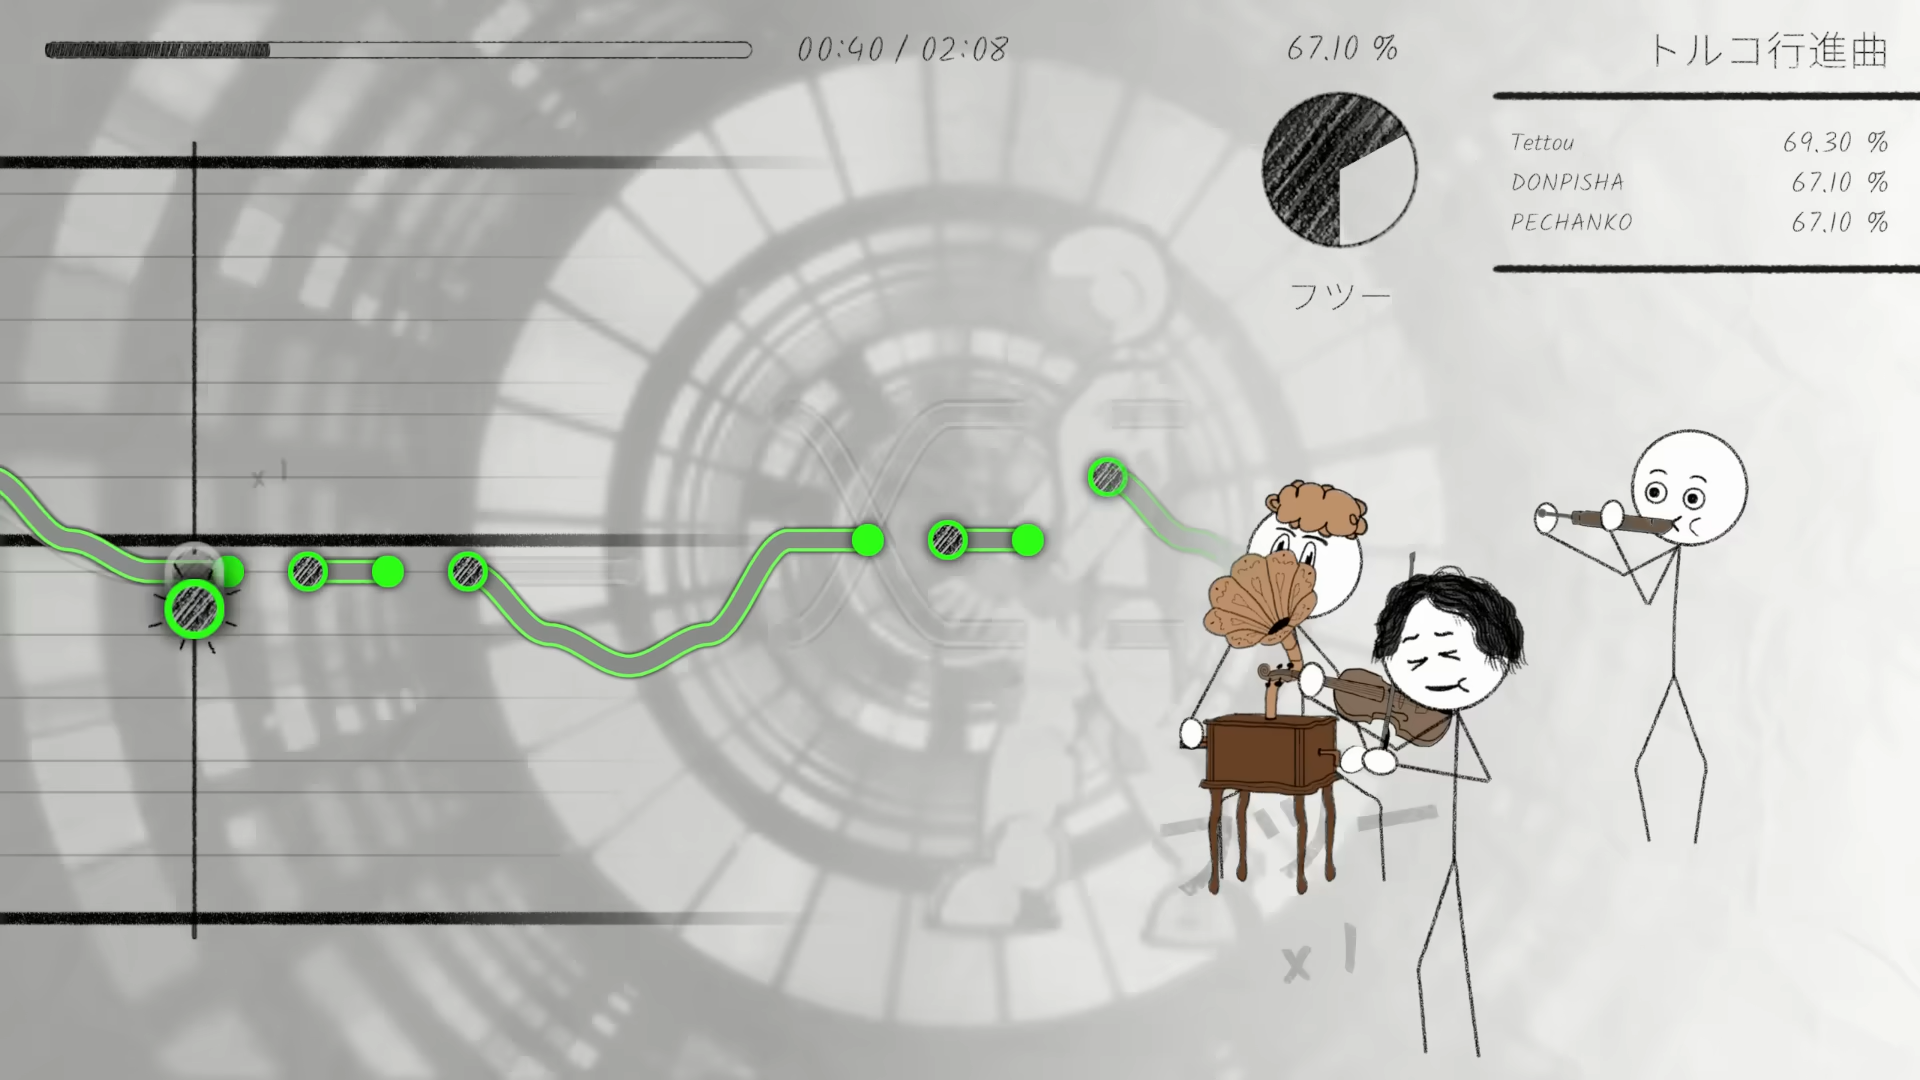 00:40 / 02:08
67.10 %
トルコ行進曲
Tettou 69.30 %
DONPISHA 67.10 %
PECHANKO 67.10 %
フツー
x 1
フツー
x 1